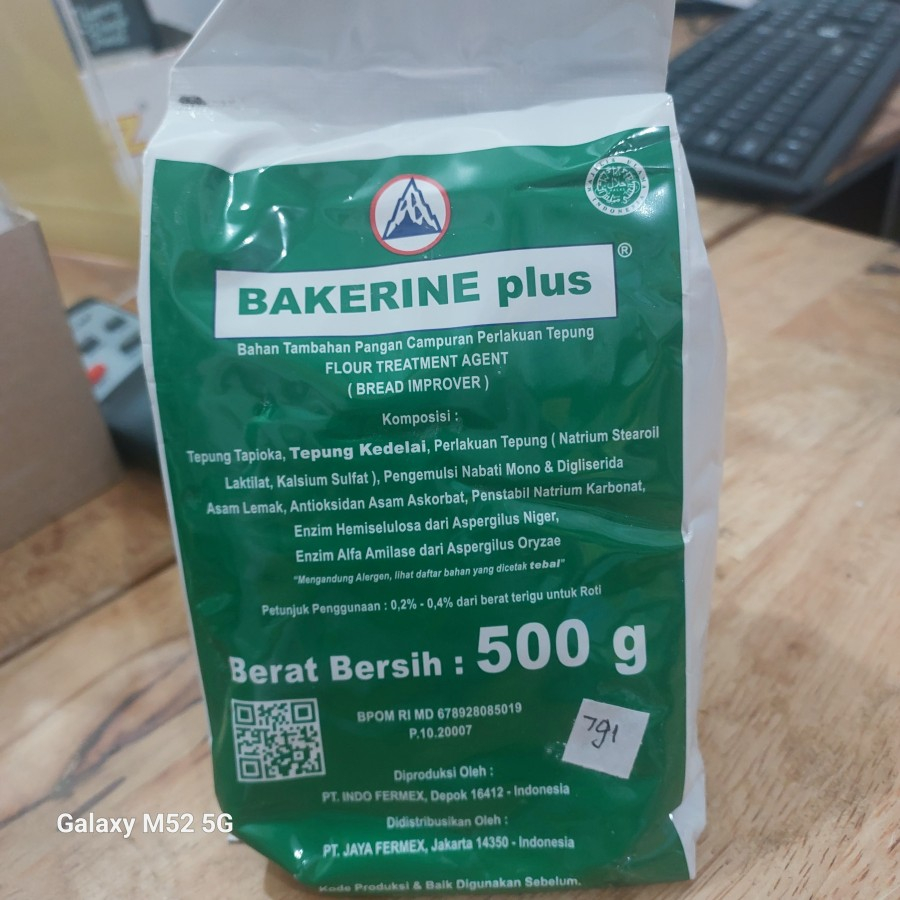 BAKERINE plus ®
Bahan Tambahan Pangan Campuran Perlakuan Tepung
FLOUR TREATMENT AGENT
( BREAD IMPROVER )
Komposisi :
Tepung Tapioka, Tepung Kedelai, Perlakuan Tepung ( Natrium Stearoil
Laktilat, Kalsium Sulfat ), Pengemulsi Nabati Mono & Digliserida
Asam Lemak, Antioksidan Asam Askorbat, Penstabil Natrium Karbonat,
Enzim Hemiselulosa dari Aspergilus Niger,
Enzim Alfa Amilase dari Aspergilus Oryzae
"Mengandung Alergen, lihat daftar bahan yang dicetak tebal"
Petunjuk Penggunaan : 0,2% - 0,4% dari berat terigu untuk Roti
Berat Bersih : 500 g
BPOM RI MD 678928085019
P.10.20007
791
Diproduksi Oleh :
PT. INDO FERMEX, Depok 16412 - Indonesia
Didistribusikan Oleh :
PT. JAYA FERMEX, Jakarta 14350 - Indonesia
Kode Produksi & Baik Digunakan Sebelum.
Galaxy M52 5G